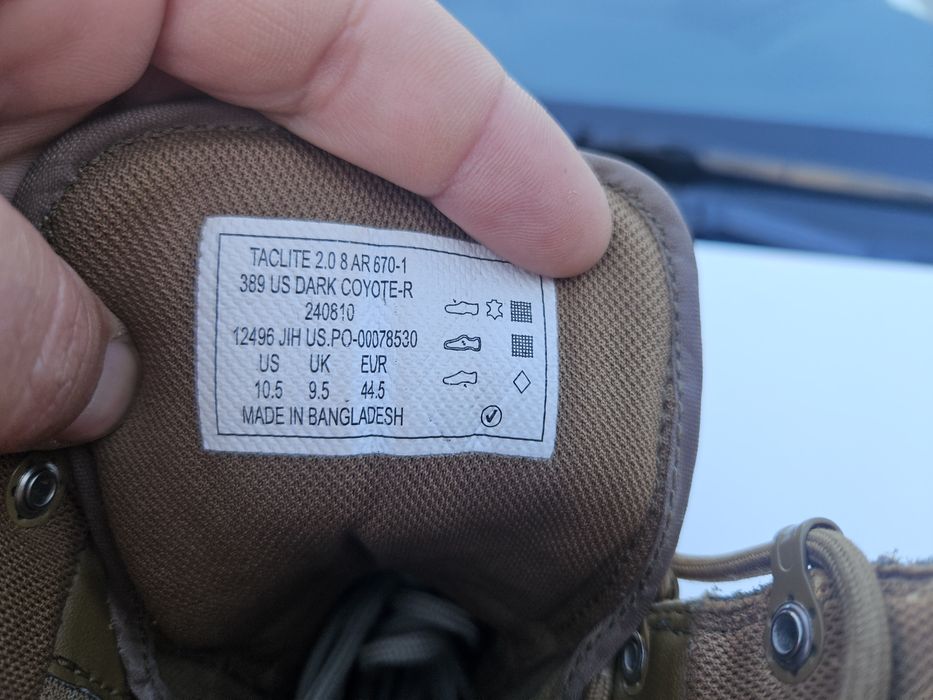 TACLITE 2.0 8 AR 670-1
389 US DARK COYOTE-R
240810
12496 JIH US.PO-00078530
US UK EUR
10.5 9.5 44.5
MADE IN BANGLADESH